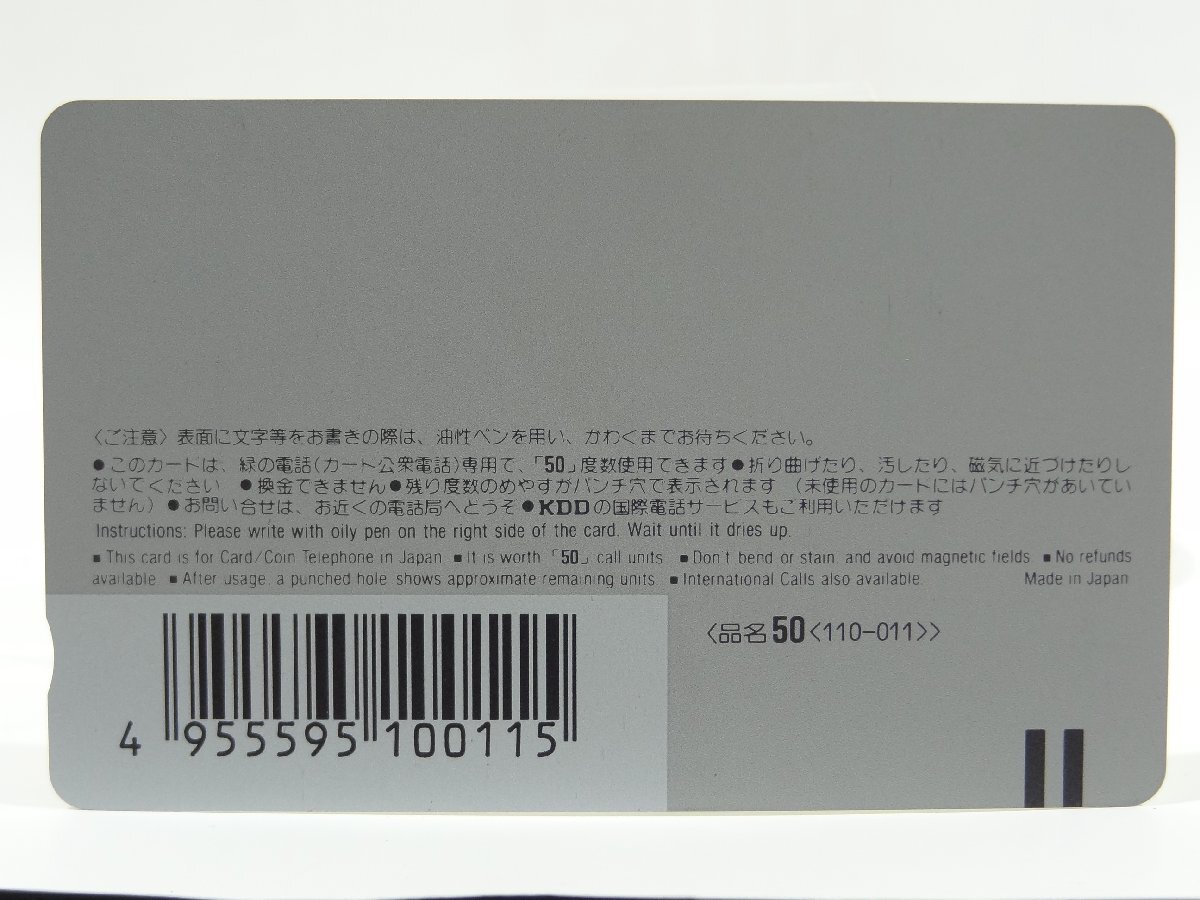 〈ご注意〉表面に文字等をお書きの際は、油性ペンを用い、かわくまでお待ちください。
●このカードは、緑の電話(カード公衆電話)専用で、「50」度数使用できます●折り曲げたり、汚したり、磁気に近づけたりし
ないでください ●換金できません●残り度数のめやすがパンチ穴で表示されます (未使用のカードにはパンチ穴があいてい
ません) ●お問い合せは、お近くの電話局へどうぞ ●KDDの国際電話サービスもご利用いただけます
Instructions: Please write with oily pen on the right side of the card. Wait until it dries up.
■ This card is for Card/Coin Telephone in Japan ■ It is worth 「50」 call units ■ Don't bend or stain, and avoid magnetic fields. ■ No refunds
available ■ After usage, a punched hole shows approximate remaining units ■ International Calls also available. Made in Japan
〈品名50<110-011>〉
4 955595 100115